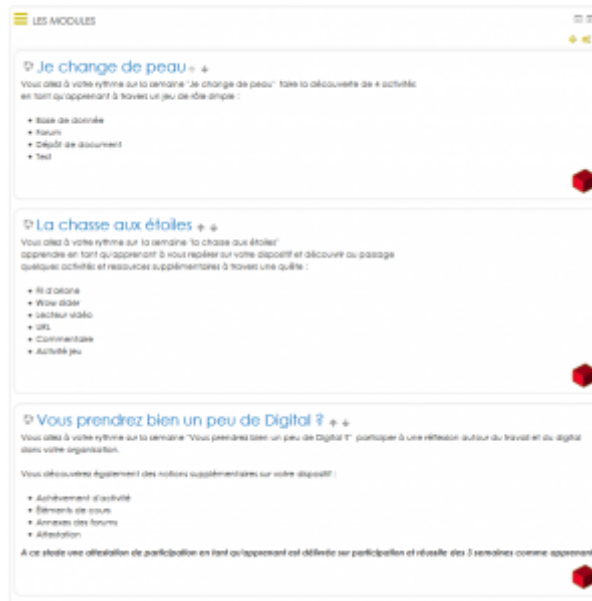 LES MODULES
Je change de peau
Vous allez à votre rythme sur la semaine "Je change de peau" faire la découverte de 4 activités
en tant qu'apprenant à travers un jeu de rôle simple :
Base de donnée
Forum
Dépôt de document
Test
La chasse aux étoiles
Vous allez à votre rythme sur la semaine "la chasse aux étoiles"
apprendre en tant qu'apprenant à vous repérer sur votre dispositif et découvrir au passage
quelques activités et ressources supplémentaires à travers une quête :
Fil d'ariane
Wow slider
Lecteur vidéo
URL
Commentaire
Activité jeu
Vous prendrez bien un peu de Digital ?
Vous allez à votre rythme sur la semaine "Vous prendrez bien un peu de Digital ?" participer à une réflexion autour du travail et du digital
dans votre organisation.
Vous découvrirez également des notions supplémentaires sur votre dispositif :
Achèvement d'activité
Éléments de cours
Annexes des forums
Attestation
A ce stade une attestation de participation en tant qu'apprenant est délivrée sur participation et réussite des 3 semaines comme apprenant